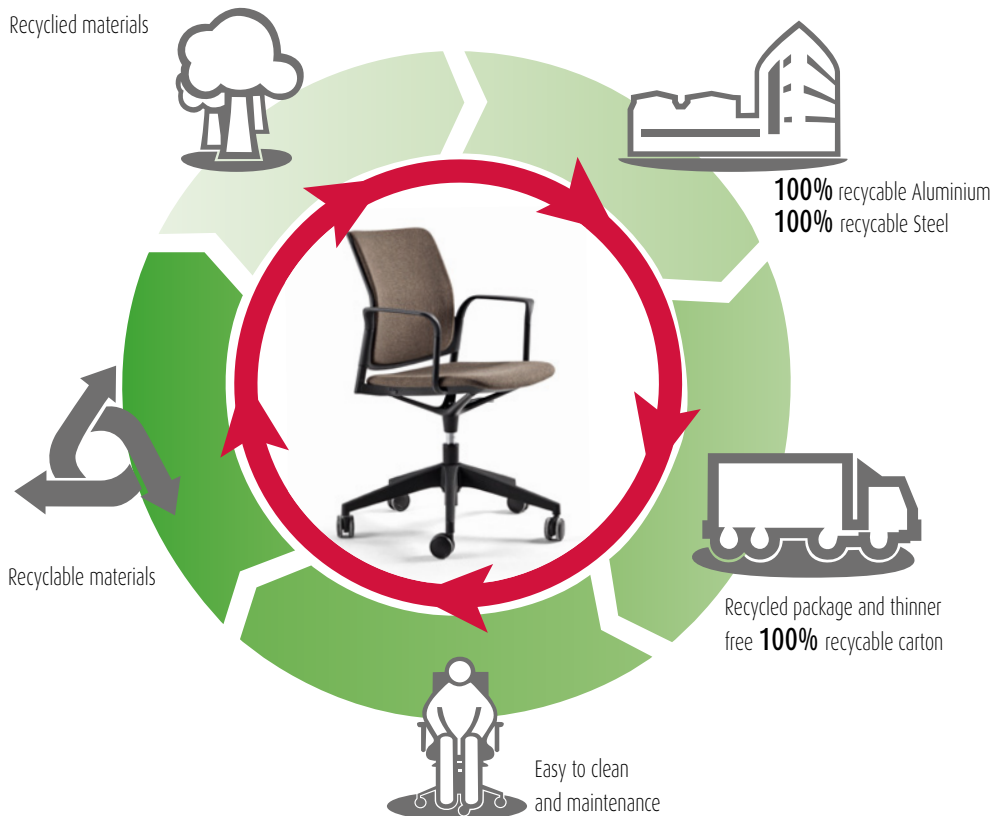 Recyclied materials
100% recycable Aluminium
100% recycable Steel
Recycled package and thinner
free 100% recycable carton
Easy to clean
and maintenance
Recyclable materials